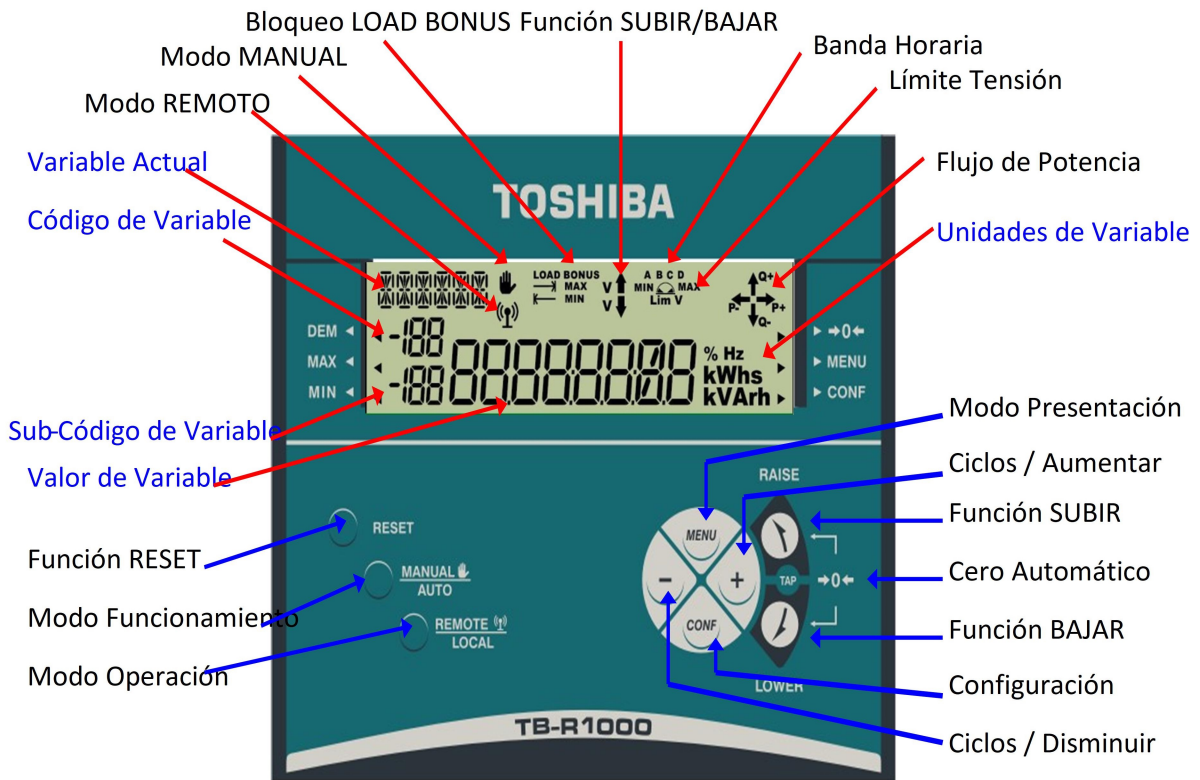 Bloqueo LOAD BONUS Función SUBIR/BAJAR
Modo MANUAL
Banda Horaria
Modo REMOTO
Límite Tensión
Variable Actual
Flujo de Potencia
Código de Variable
Unidades de Variable
TOSHIBA
LOAD BONUS
MAX
MIN
V
V
A B C D
MIN MAX
Lim V
Q+
P- P+
Q-
DEM
MAX
MIN
-188
-188
88888888
% Hz
kWhs
kVArh
→0←
MENU
CONF
Sub-Código de Variable
Valor de Variable
Modo Presentación
Ciclos / Aumentar
Función SUBIR
Cero Automático
Función BAJAR
Configuración
Ciclos / Disminuir
RAISE
RESET
Función RESET
MANUAL
AUTO
Modo Funcionamiento
REMOTE
LOCAL
Modo Operación
MENU
-
+
CONF
TAP
→0←
LOWER
TB-R1000